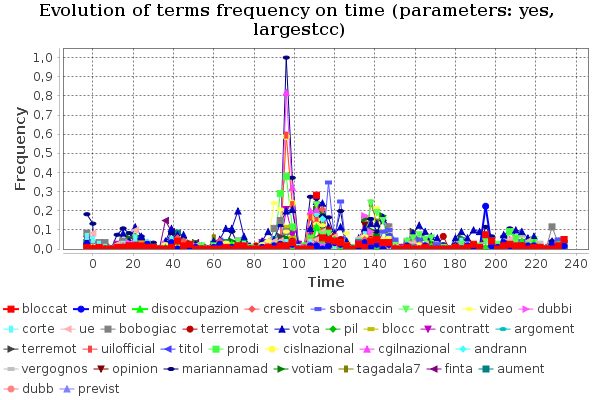 Evolution of terms frequency on time (parameters: yes,
largestcc)
Frequency
1,0
0,9
0,8
0,7
0,6
0,5
0,4
0,3
0,2
0,1
0,0
0 20 40 60 80 100 120 140 160 180 200 220 240
Time
bloccat minut disoccupazion crescit sbonaccin quesit video dubbi
corte ue bobogiac terremotat vota pil blocc contratt argoment
terremot uilofficial titol prodi cislnazional cgilnazional andrann
vergognos opinion mariannamad votiam tagadala7 finta aument
dubb previst